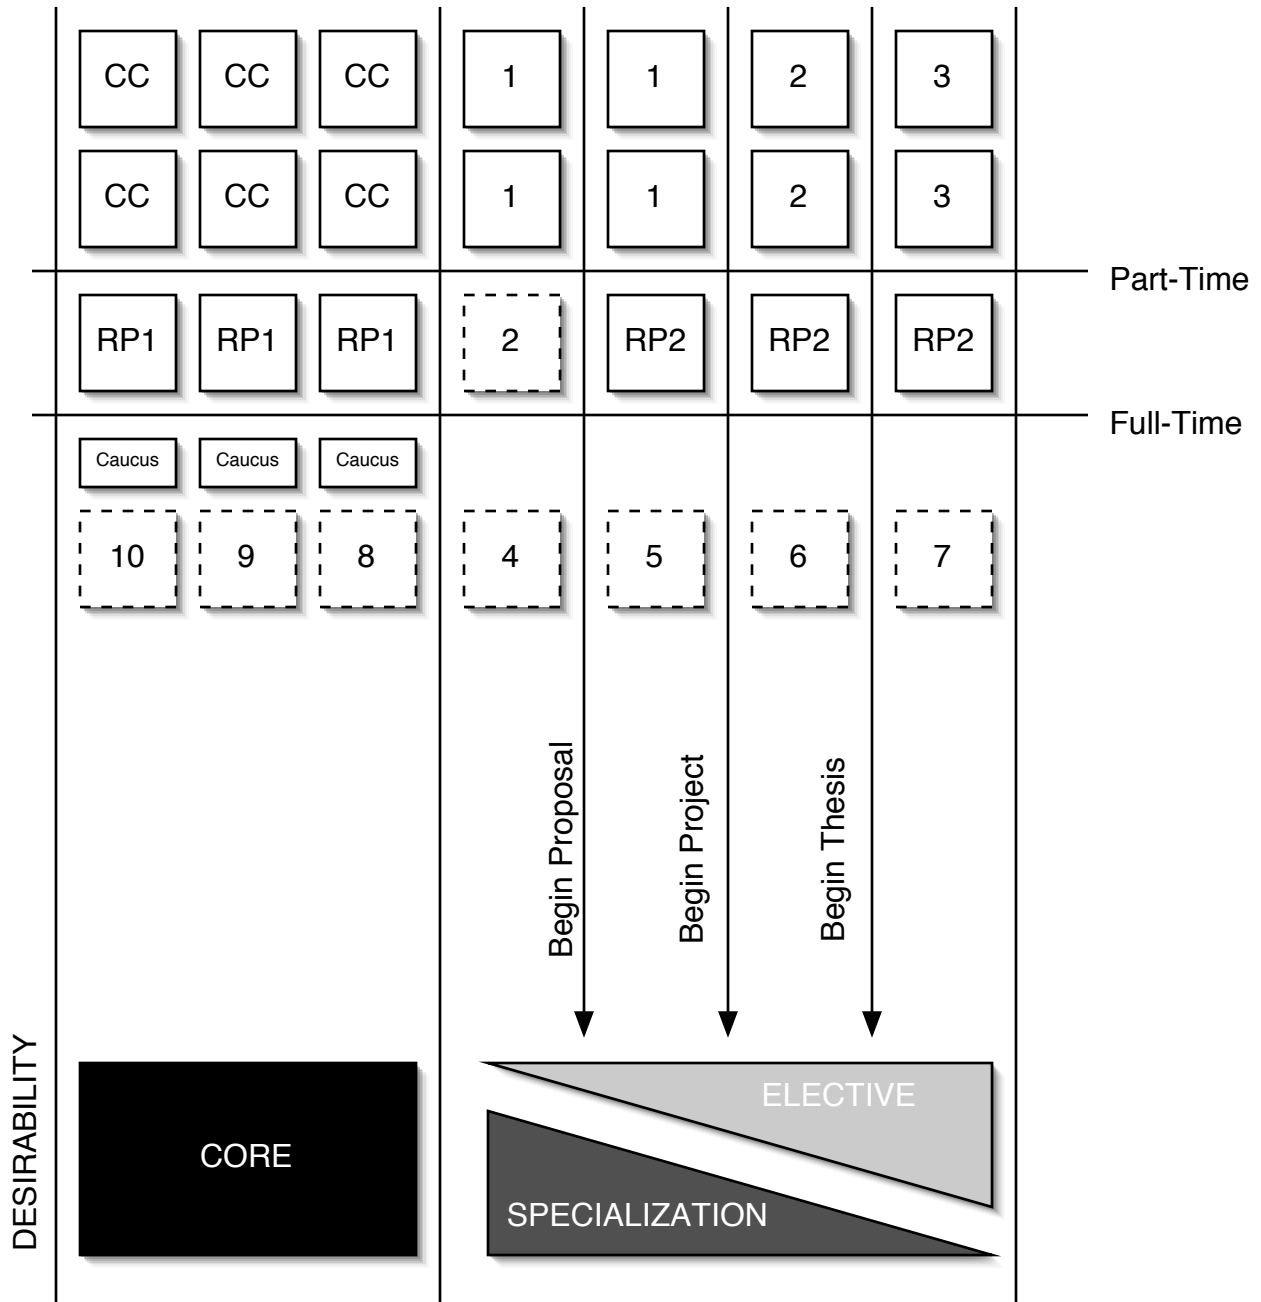 CC CC CC 1 1 2 3
CC CC CC 1 1 2 3
Part-Time
RP1 RP1 RP1 2 RP2 RP2 RP2
Full-Time
Caucus Caucus Caucus
10 9 8 4 5 6 7
Begin Proposal
Begin Project
Begin Thesis
DESIRABILITY
CORE
ELECTIVE
SPECIALIZATION